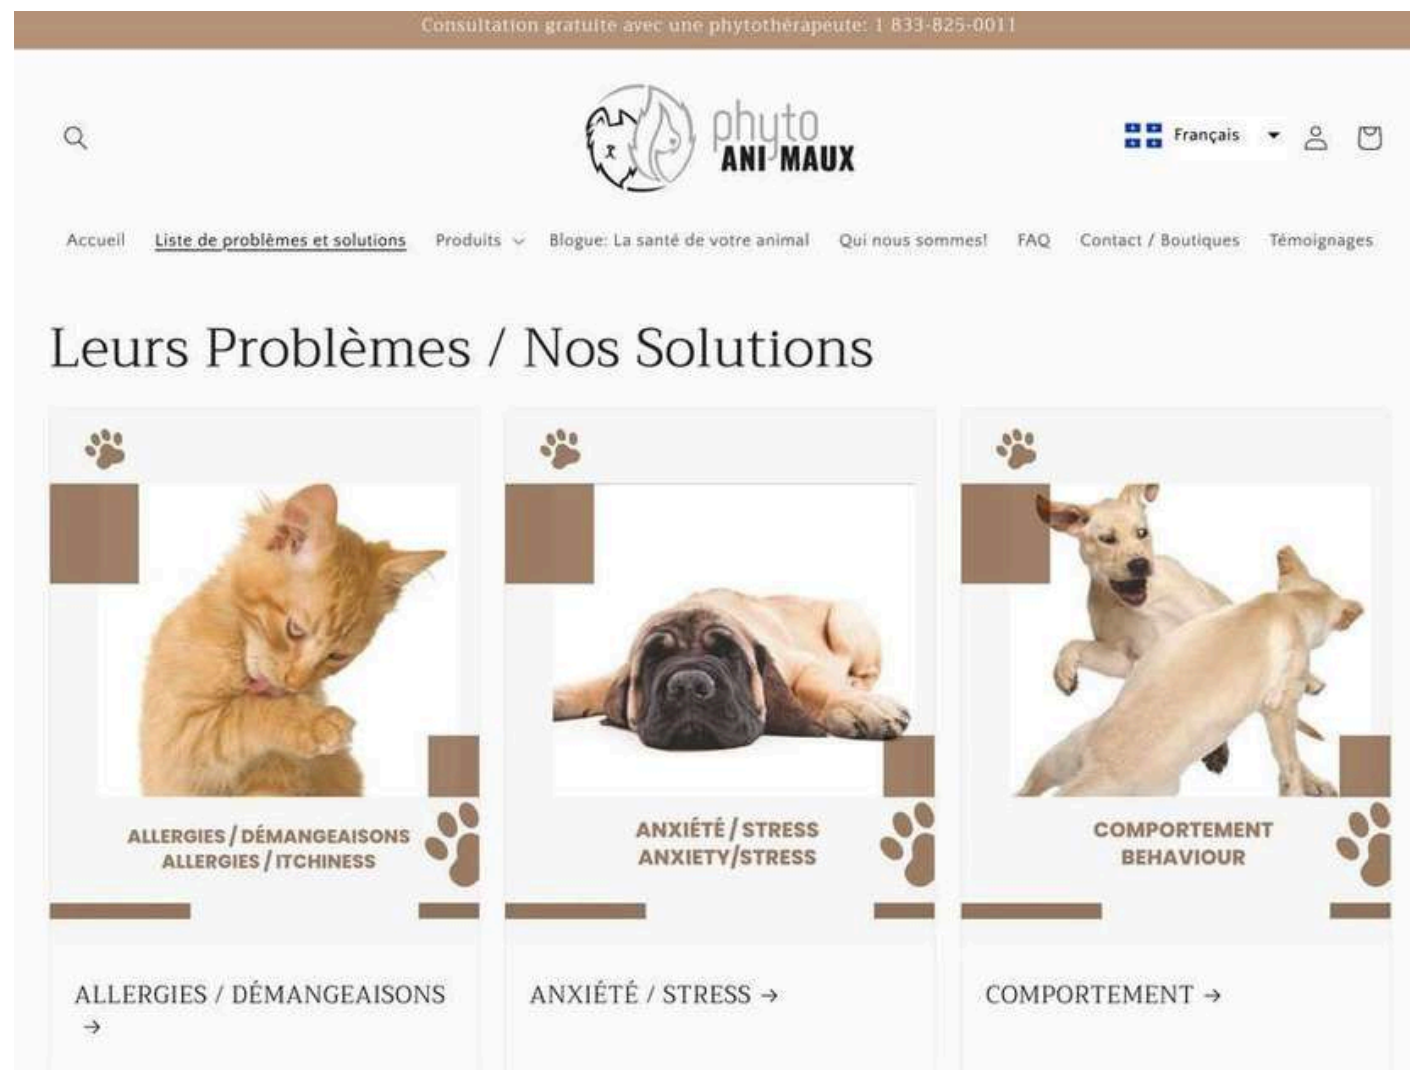 Consultation gratuite avec une phytothérapeute: 1 833-825-0011
phyto
ANI MAUX
Français
Accueil
Liste de problèmes et solutions
Produits
Blogue: La santé de votre animal
Qui nous sommes!
FAQ
Contact / Boutiques
Témoignages
Leurs Problèmes / Nos Solutions
ALLERGIES / DÉMANGEAISONS
ALLERGIES / ITCHINESS
ANXIÉTÉ / STRESS
ANXIETY/STRESS
COMPORTEMENT
BEHAVIOUR
ALLERGIES / DÉMANGEAISONS
→
ANXIÉTÉ / STRESS →
COMPORTEMENT →